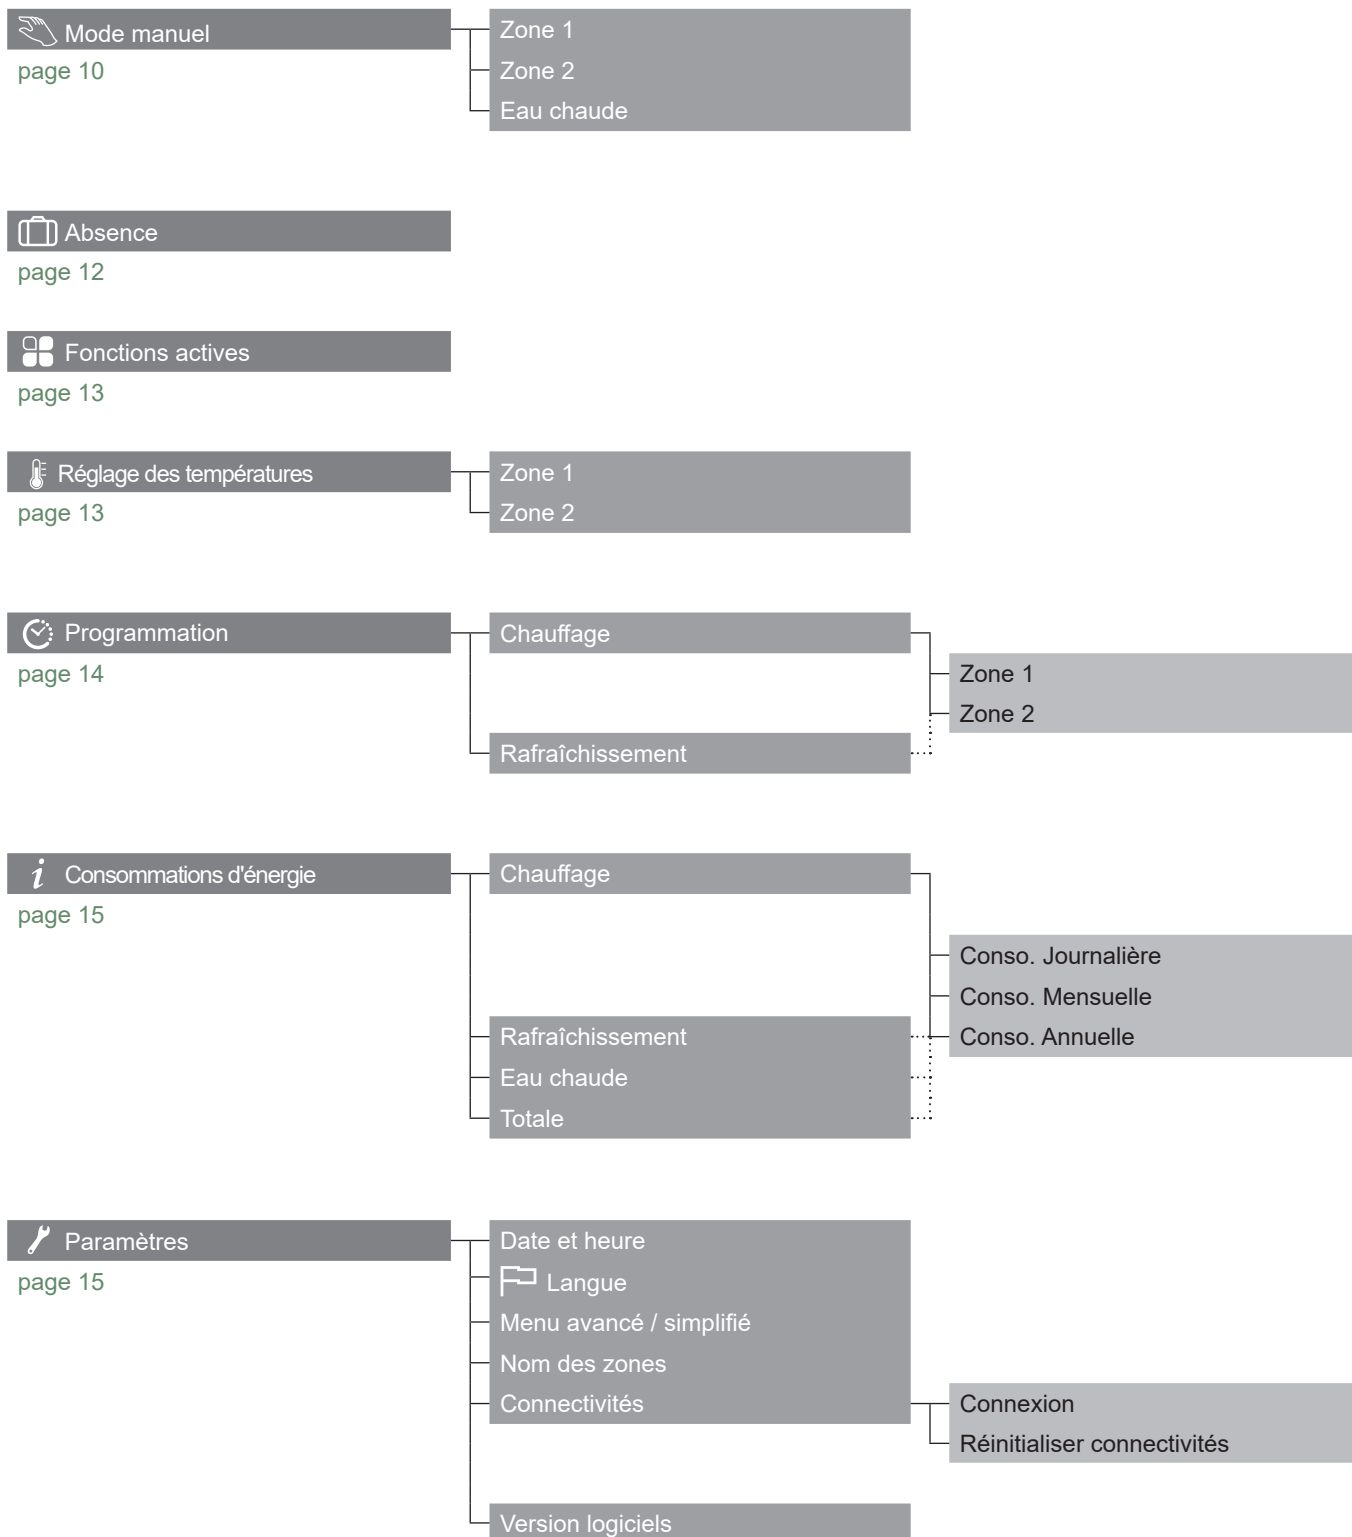 Mode manuel
page 10
Zone 1
Zone 2
Eau chaude
Absence
page 12
Fonctions actives
page 13
Réglage des températures
page 13
Zone 1
Zone 2
Programmation
page 14
Chauffage
Zone 1
Zone 2
Rafraîchissement
Consommations d'énergie
page 15
Chauffage
Conso. Journalière
Conso. Mensuelle
Conso. Annuelle
Rafraîchissement
Eau chaude
Totale
Paramètres
page 15
Date et heure
Langue
Menu avancé / simplifié
Nom des zones
Connectivités
Connexion
Réinitialiser connectivités
Version logiciels